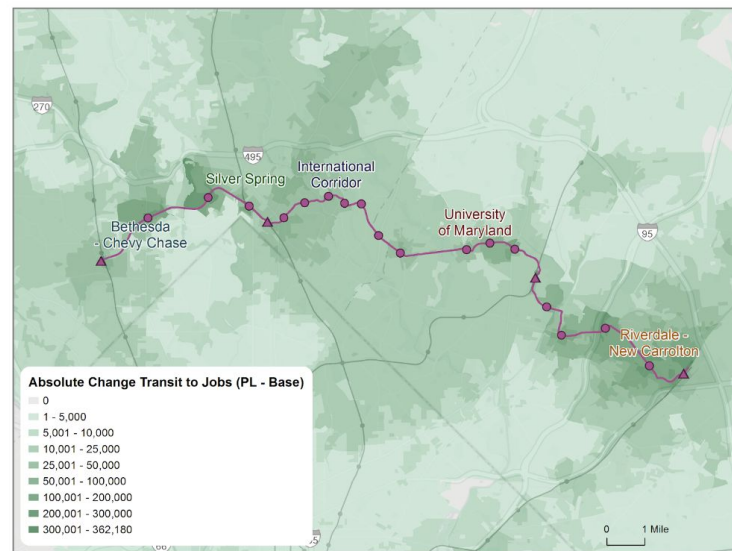 270
495
Silver Spring
International
Corridor
Bethesda
- Chevy Chase
University
of Maryland
95
Riverdale -
New Carrolton
Absolute Change Transit to Jobs (PL - Base)
0
1 - 5,000
5,001 - 10,000
10,001 - 25,000
25,001 - 50,000
50,001 - 100,000
100,001 - 200,000
200,001 - 300,000
300,001 - 362,180
0 1 Mile
66